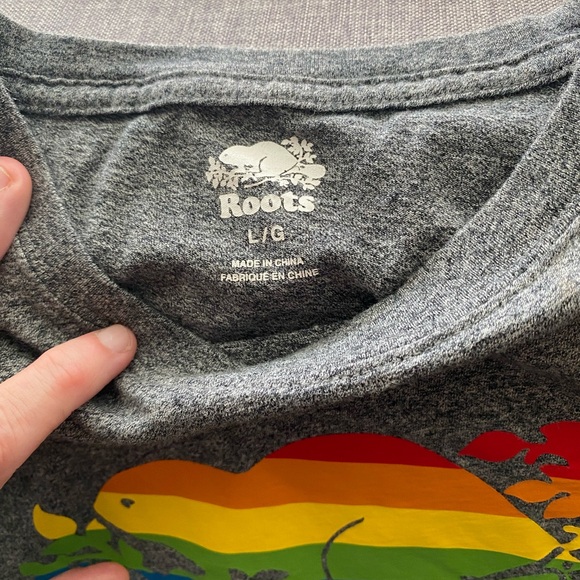 Roots
L/G
MADE IN CHINA
FABRIQUÉ EN CHINE